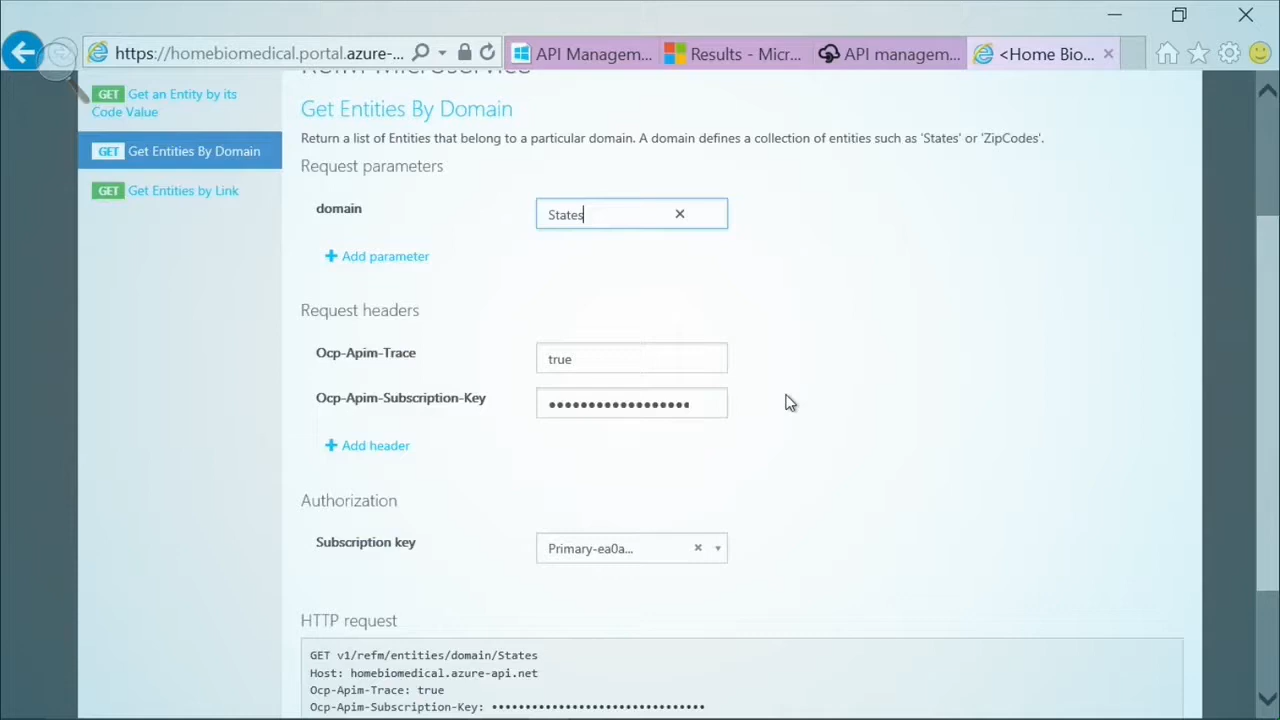 https://homebiomedical.portal.azure-...
API Managem...
Results - Micr...
API managem...
<Home Bio...
RefM MicroService
GET Get an Entity by its
Code Value
GET Get Entities By Domain
GET Get Entities by Link
Get Entities By Domain
Return a list of Entities that belong to a particular domain. A domain defines a collection of entities such as 'States' or 'ZipCodes'.
Request parameters
domain States
Add parameter
Request headers
Ocp-Apim-Trace true
Ocp-Apim-Subscription-Key ••••••••••••••••••
Add header
Authorization
Subscription key Primary-ea0a...
HTTP request
GET v1/refm/entities/domain/States
Host: homebiomedical.azure-api.net
Ocp-Apim-Trace: true
Ocp-Apim-Subscription-Key: ••••••••••••••••••••••••••••••••